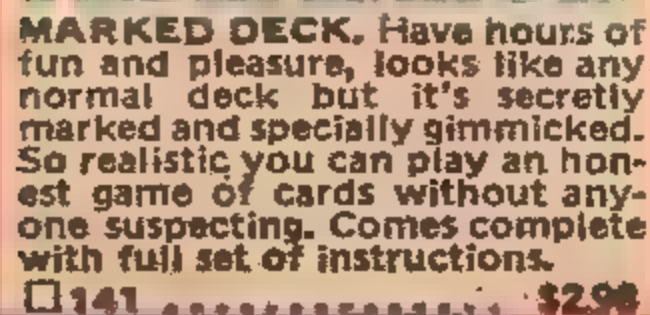 MARKED DECK. Have hours of
fun and pleasure, looks like any
normal deck but it's secretly
marked and specially gimmicked.
So realistic you can play an hon-
est game of cards without any-
one suspecting. Comes complete
with full set of instructions.
□ 141 ................ $2.98